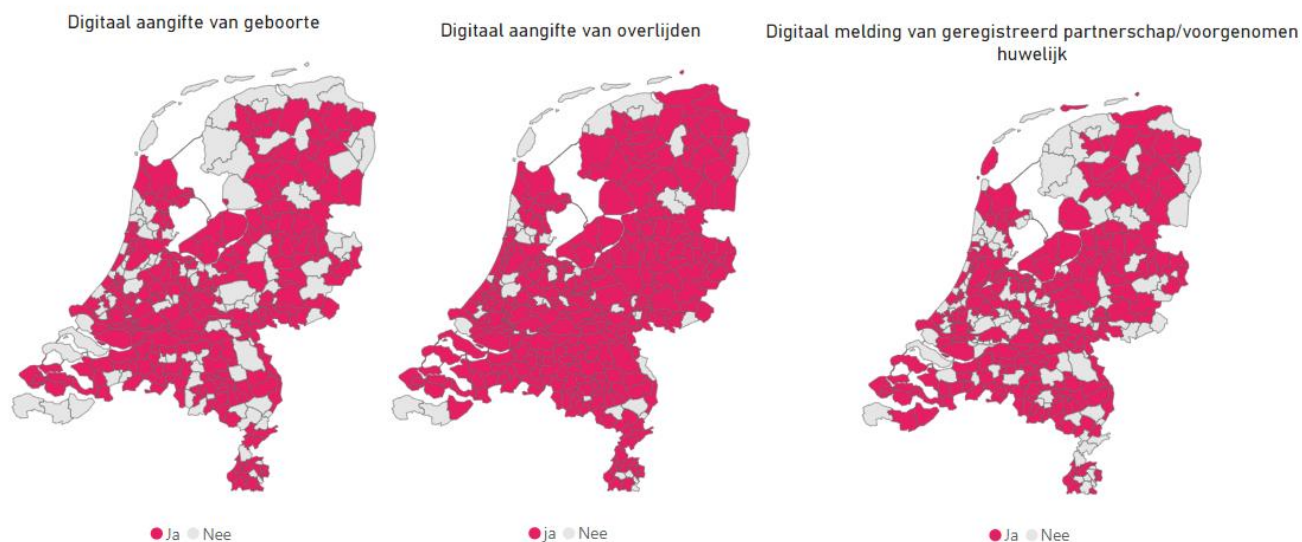 Digitaal aangifte van geboorte
Digitaal aangifte van overlijden
Digitaal melding van geregistreerd partnerschap/voorgenomen
huwelijk
Ja Nee
ja Nee
Ja Nee